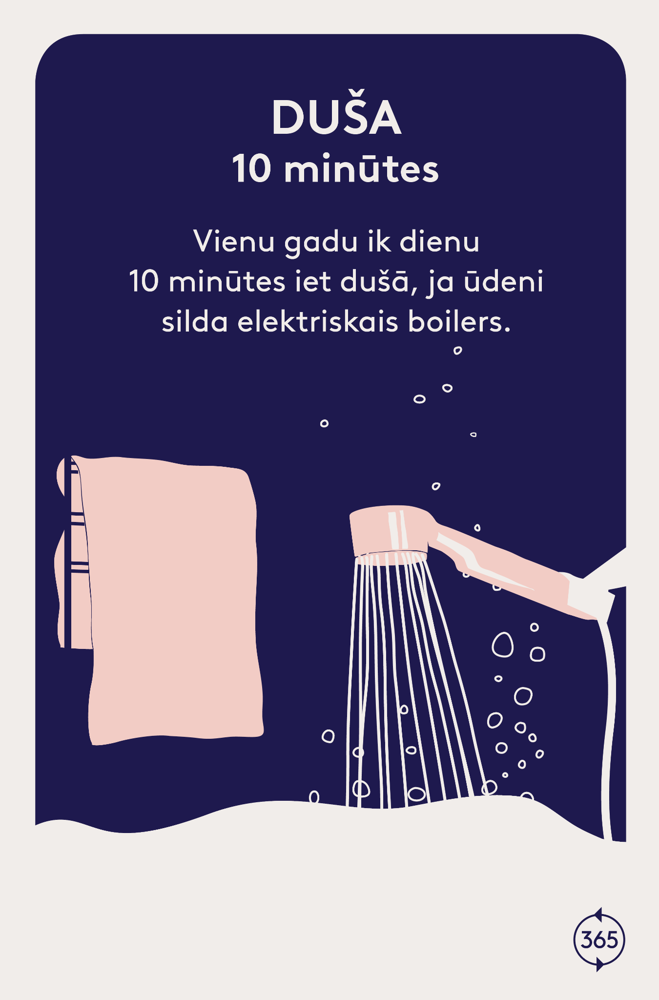 DUŠA
10 minūtes
Vienu gadu ik dienu
10 minūtes iet dušā, ja ūdeni
silda elektriskais boilers.
365